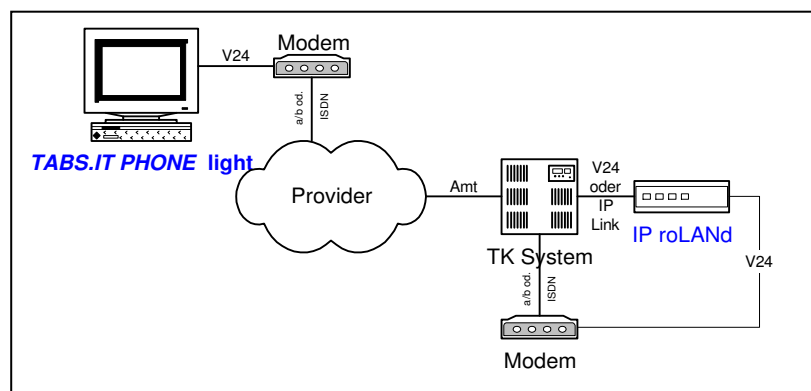 Modem
V24
a/b od.
ISDN
TABS.IT PHONE light
Provider
Amt
V24
oder
IP
Link
IP roLANd
TK System
V24
a/b od.
ISDN
Modem